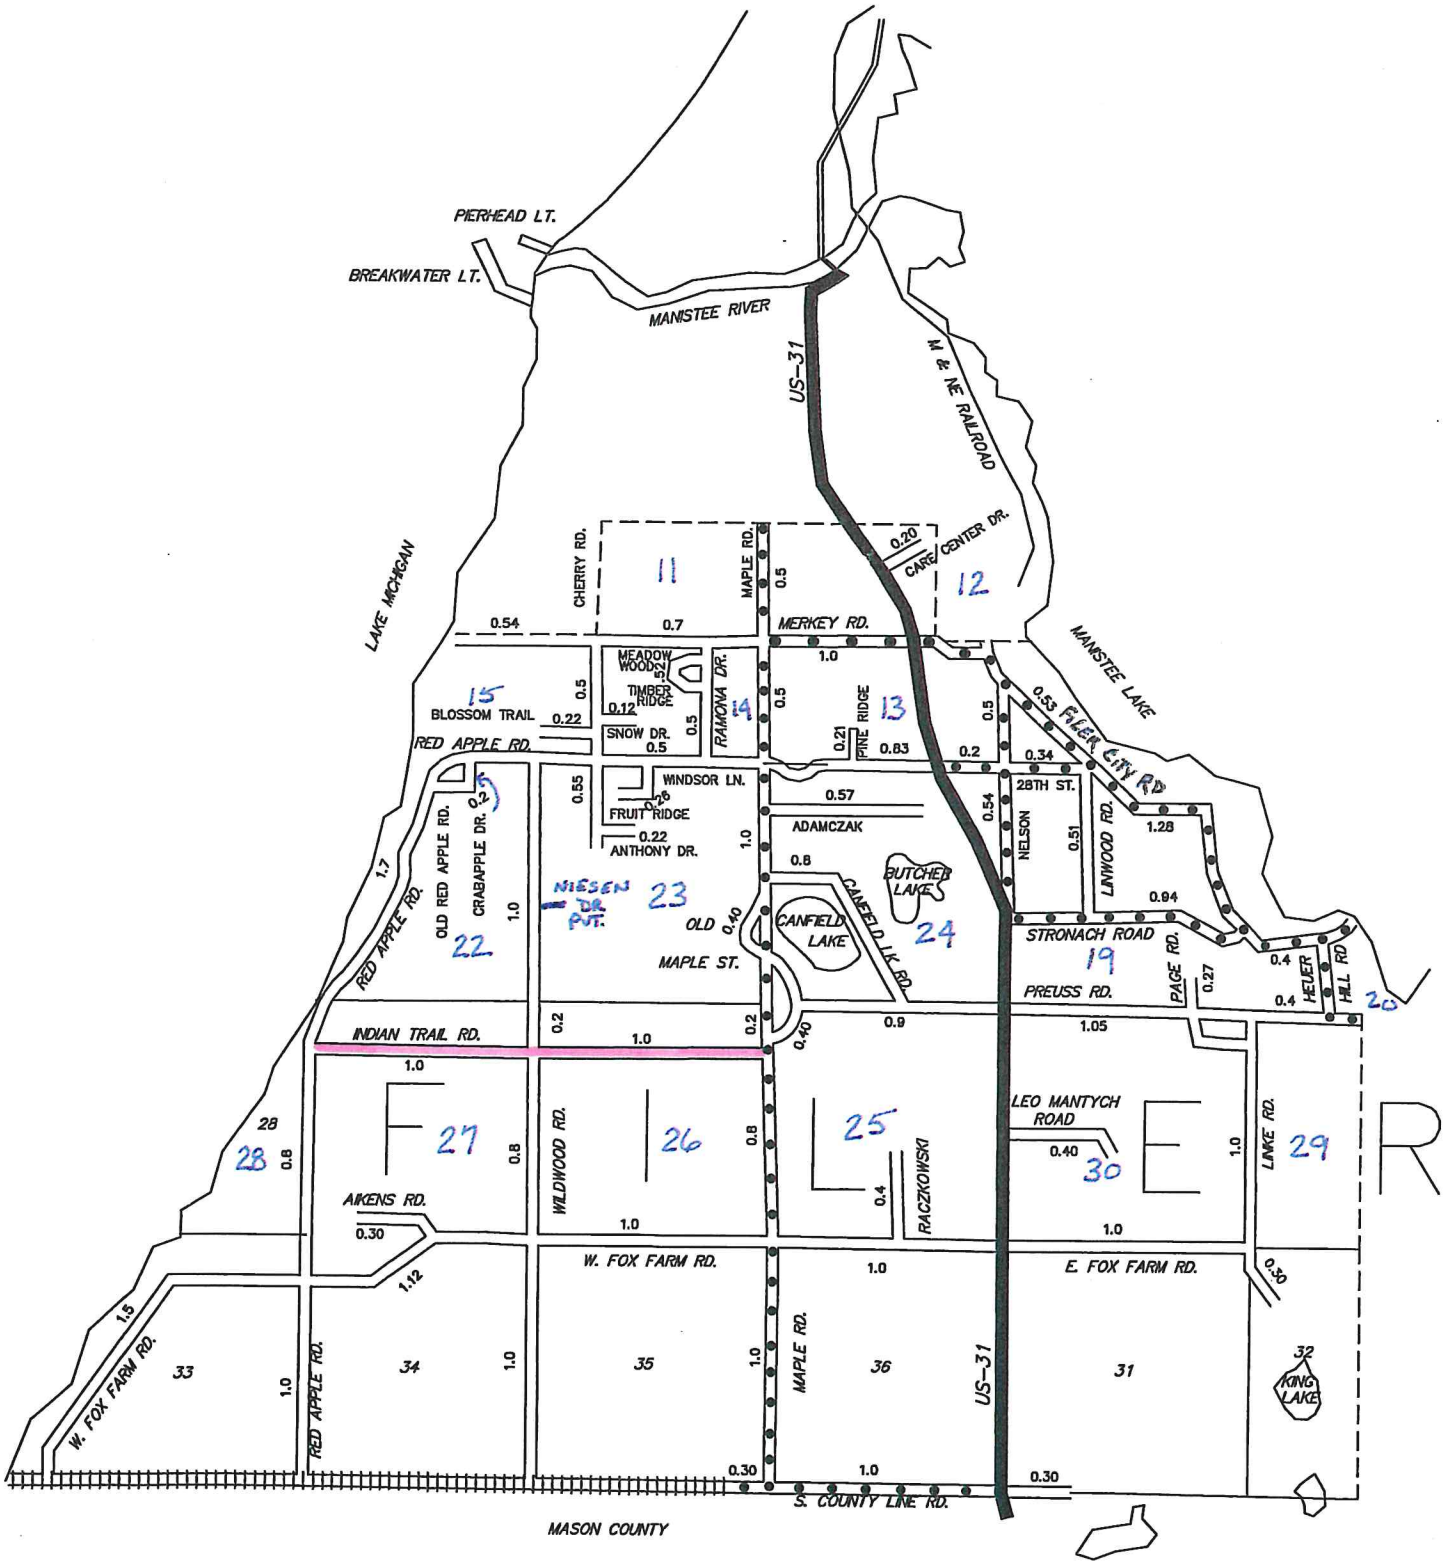 PIERHEAD LT.
BREAKWATER LT.
MANISTEE RIVER
US-31
M & NE RAILROAD
LAKE MICHIGAN
CHERRY RD.
11
MAPLE RD.
0.5
0.20
CARE CENTER DR.
12
0.54
0.7
MERKEY RD.
1.0
MANISTEE LAKE
MEADOW
WOOD
.52
TIMBER
RIDGE
0.12
0.5
RAMONA DR.
14
0.5
0.5
15
BLOSSOM TRAIL
0.22
SNOW DR.
0.5
RED APPLE RD.
PINE RIDGE
0.21
13
0.83
0.2
0.5
0.53
FILER CITY RD
0.34
28TH ST.
WINDSOR LN.
0.55
0.26
FRUIT RIDGE
0.22
ANTHONY DR.
0.2
CRABAPPLE DR.
OLD RED APPLE RD.
1.7
RED APPLE RD.
22
1.0
NIESEN
DR
PVT.
23
1.0
0.57
ADAMCZAK
0.8
BUTCHER
LAKE
0.54
NELSON
0.51
LINWOOD RD.
1.28
0.94
STRONACH ROAD
OLD
0.40
MAPLE ST.
CANFIELD
LAKE
CANFIELD LK RD.
24
19
PAGE RD.
0.27
0.4
HEUER
HILL RD
20
0.4
PREUSS RD.
1.05
0.9
0.40
INDIAN TRAIL RD.
0.2
0.2
1.0
1.0
F
I
L
E
R
28
28
0.8
27
0.8
WILDWOOD RD.
26
0.8
25
0.4
RACZKOWSKI
LEO MANTYCH
ROAD
0.40
30
1.0
LINKE RD.
29
AIKENS RD.
0.30
1.12
1.0
W. FOX FARM RD.
1.0
1.0
E. FOX FARM RD.
0.30
1.5
W. FOX FARM RD.
33
1.0
RED APPLE RD.
34
1.0
35
1.0
MAPLE RD.
36
US-31
31
32
KING
LAKE
0.30
1.0
0.30
S. COUNTY LINE RD.
MASON COUNTY